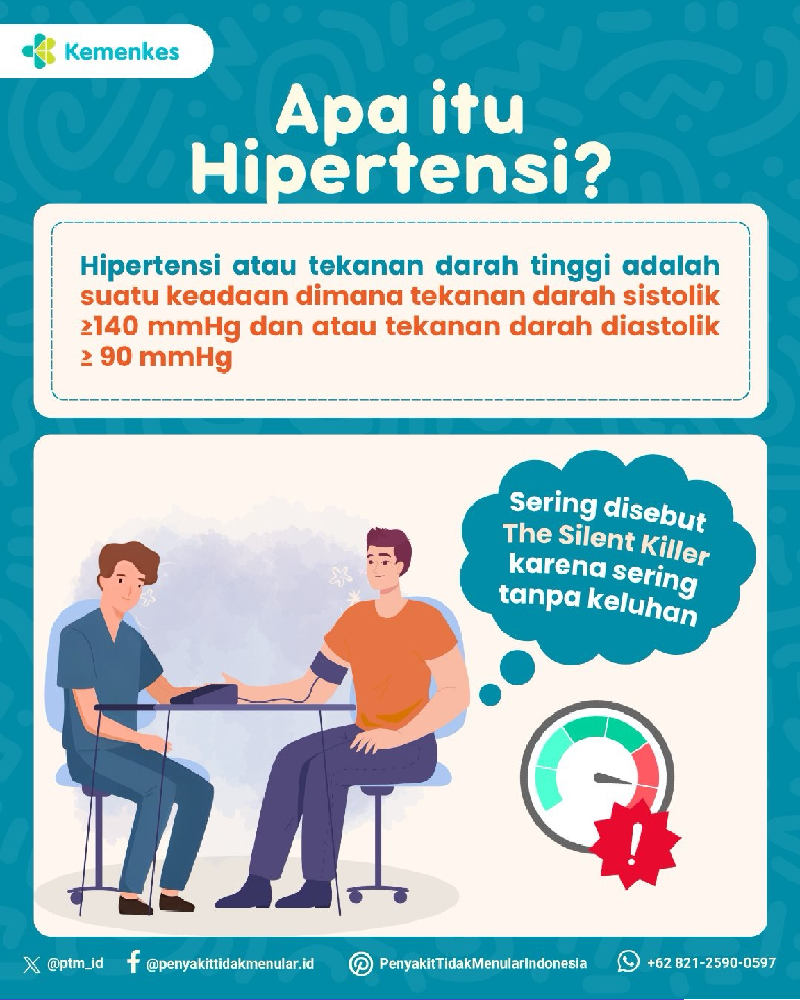 Kemenkes
Apa itu
Hipertensi?
Hipertensi atau tekanan darah tinggi adalah
suatu keadaan dimana tekanan darah sistolik
≥140 mmHg dan atau tekanan darah diastolik
≥ 90 mmHg
Sering disebut
The Silent Killer
karena sering
tanpa keluhan
!
@ptm_id @penyakittidakmenular.id PenyakitTidakMenularIndonesia +62 821-2590-0597